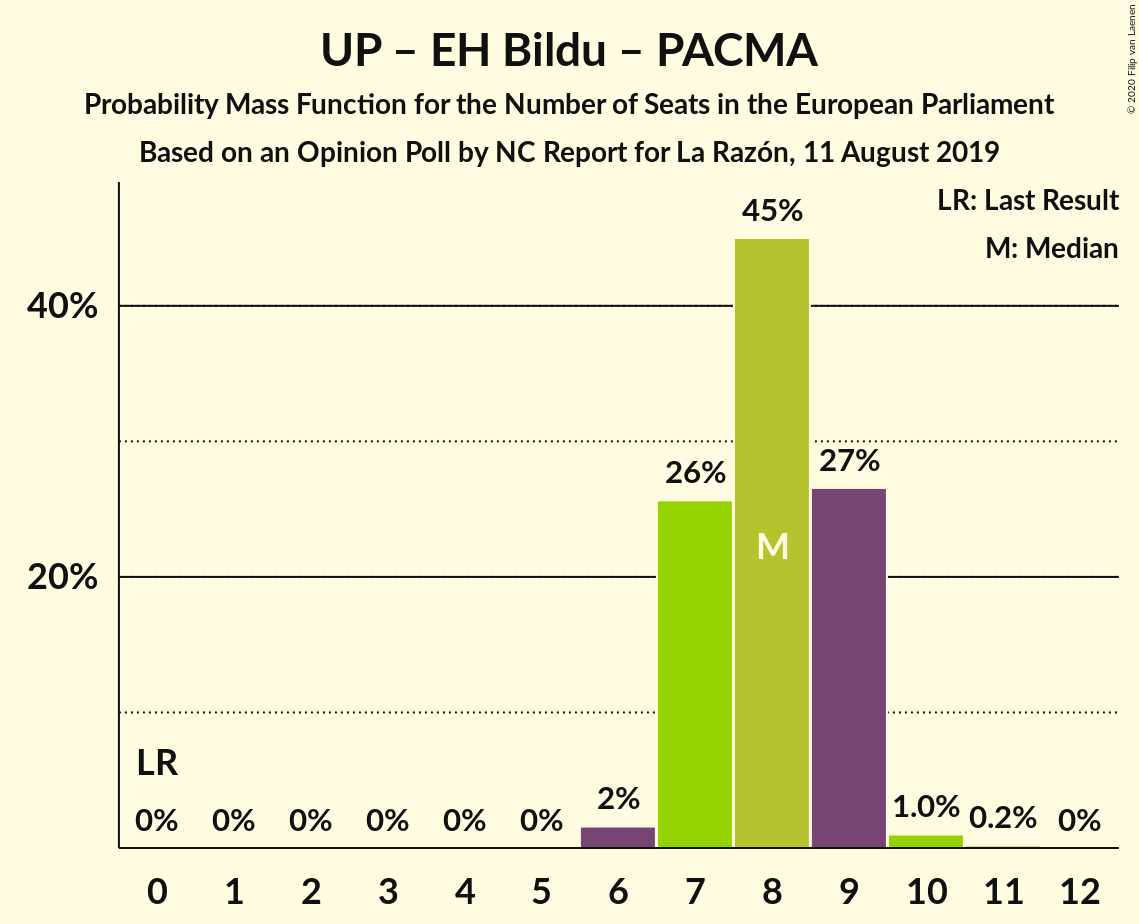 UP – EH Bildu – PACMA
Probability Mass Function for the Number of Seats in the European Parliament
Based on an Opinion Poll by NC Report for La Razón, 11 August 2019
© 2020 Filip van Laenen
LR: Last Result
M: Median
45%
40%
27%
26%
M
20%
LR
2%
1.0%
0.2%
0% 0% 0% 0% 0% 0% 0%
0 1 2 3 4 5 6 7 8 9 10 11 12